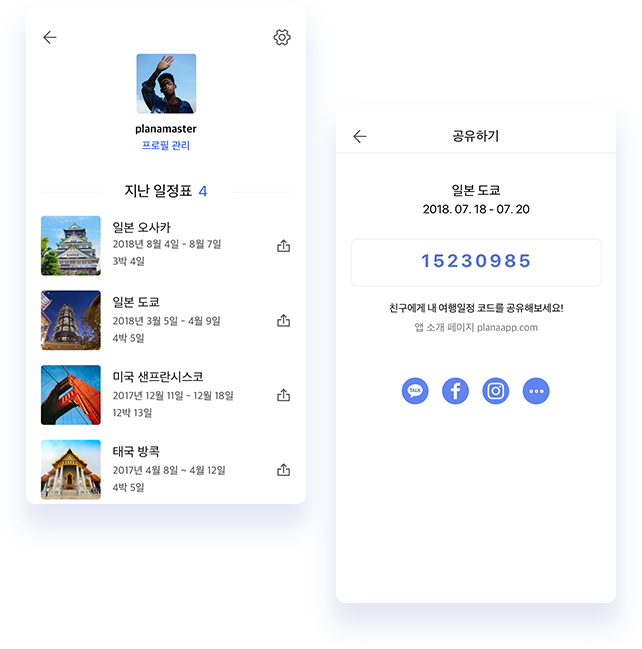 planamaster
프로필 관리
지난 일정표 4
일본 오사카
2018년 8월 4일 - 8월 7일
3박 4일
일본 도쿄
2018년 3월 5일 - 4월 9일
4박 5일
미국 샌프란시스코
2017년 12월 11일 - 12월 18일
12박 13일
태국 방콕
2017년 4월 8일 ~ 4월 12일
4박 5일
공유하기
일본 도쿄
2018. 07. 18 - 07. 20
15230985
친구에게 내 여행일정 코드를 공유해보세요!
앱 소개 페이지 planaapp.com
TALK